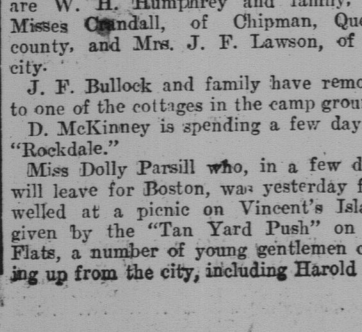 are W. H. Humphrey and family,
Misses Crandall, of Chipman, Que
county, and Mrs. J. F. Lawson, of
city.
J. F. Bullock and family have remo
to one of the cottages in the camp grou
D. McKinney is spending a few day
"Rockdale."
Miss Dolly Parsill who, in a few d
will leave for Boston, was yesterday f
welled at a picnic on Vincent's Isla
given by the "Tan Yard Push" on
Flats, a number of young gentlemen c
ing up from the city, including Harold